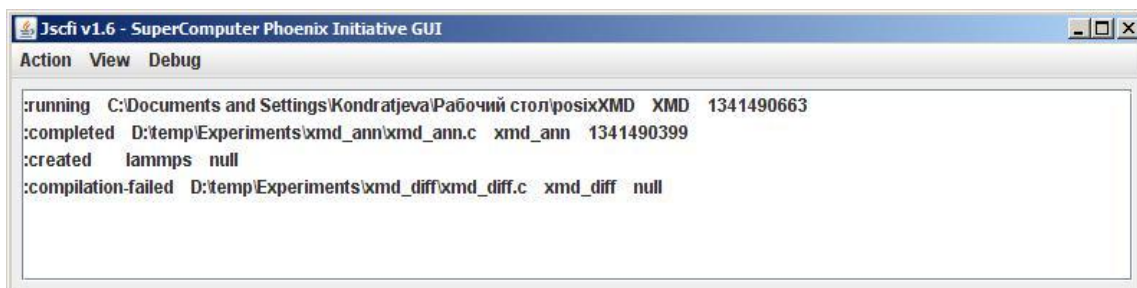 Jscfi v1.6 - SuperComputer Phoenix Initiative GUI
Action View Debug
:running C:\Documents and Settings\Kondratjeva\Рабочий стол\posixXMD XMD 1341490663
:completed D:\temp\Experiments\xmd_ann\xmd_ann.c xmd_ann 1341490399
:created lammps null
:compilation-failed D:\temp\Experiments\xmd_diff\xmd_diff.c xmd_diff null